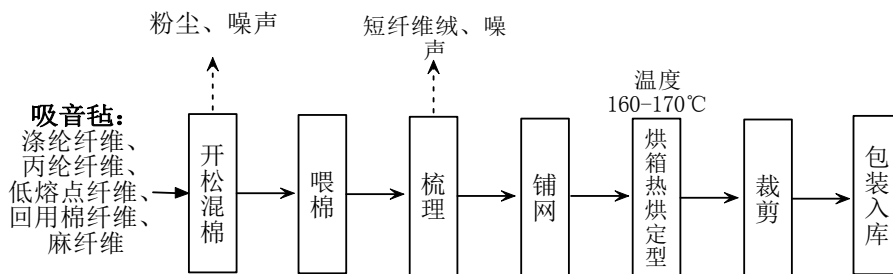 粉尘、噪声
短纤维绒、噪
声
温度
160-170℃
吸音毡：
涤纶纤维、
丙纶纤维、
低熔点纤维、
回用棉纤维、
麻纤维
开松混棉
喂棉
梳理
铺网
烘箱热烘定型
裁剪
包装入库